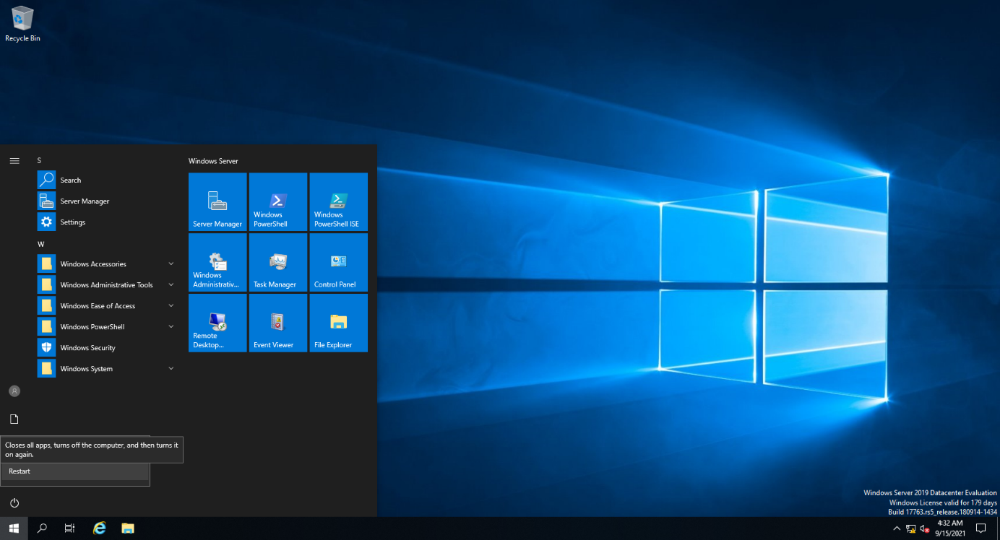 Recycle Bin
S
Search
Server Manager
Settings
W
Windows Accessories
Windows Administrative Tools
Windows Ease of Access
Windows PowerShell
Windows Security
Windows System
Windows Server
Server Manager
Windows
PowerShell
Windows
PowerShell ISE
Windows
Administrativ...
Task Manager
Control Panel
Remote
Desktop...
Event Viewer
File Explorer
Closes all apps, turns off the computer, and then turns it
on again.
Restart
Windows Server 2019 Datacenter Evaluation
Windows License valid for 179 days
Build 17763.rs5_release.180914-1434
4:32 AM
9/15/2021